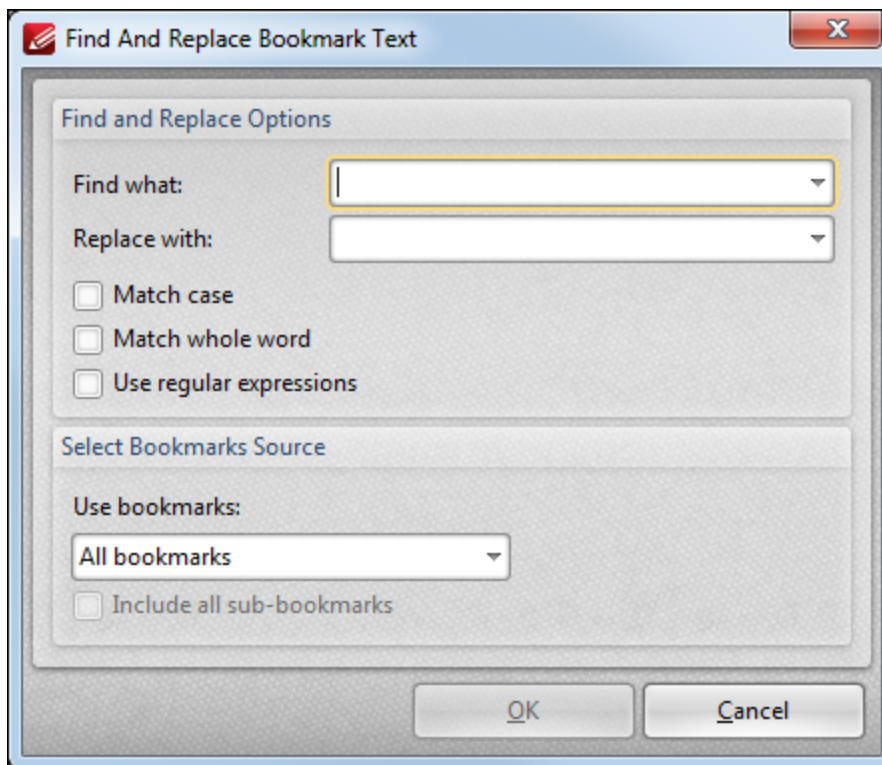 Find And Replace Bookmark Text
Find and Replace Options
Find what:
Replace with:
Match case
Match whole word
Use regular expressions
Select Bookmarks Source
Use bookmarks:
All bookmarks
Include all sub-bookmarks
OK Cancel